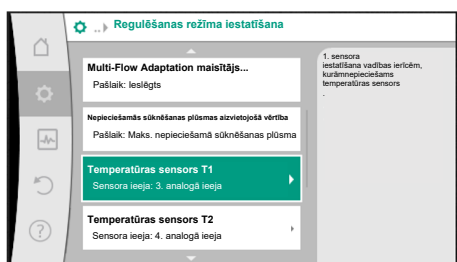 ..▸ Regulēšanas režīma iestatīšana
Multi-Flow Adaptation maisītājs...
Pašlaik: Ieslēgts
Nepieciešamās sūknēšanas plūsmas aizvietojošā vērtība
Pašlaik: Maks. nepieciešamā sūknēšanas plūsma
Temperatūras sensors T1
Sensora ieeja: 3. analogā ieeja
Temperatūras sensors T2
Sensora ieeja: 4. analogā ieeja
1. sensora
iestatīšana vadības ierīcēm,
kurāmnepieciešams
temperatūras sensors
.
?